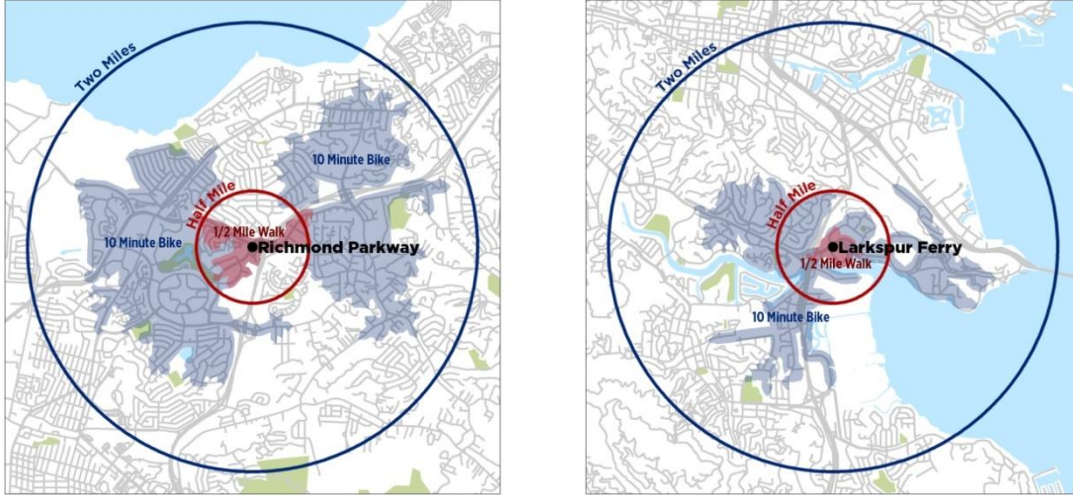 Two Miles
10 Minute Bike
Half Mile
1/2 Mile Walk
10 Minute Bike
Richmond Parkway
Two Miles
Half Mile
Larkspur Ferry
1/2 Mile Walk
10 Minute Bike